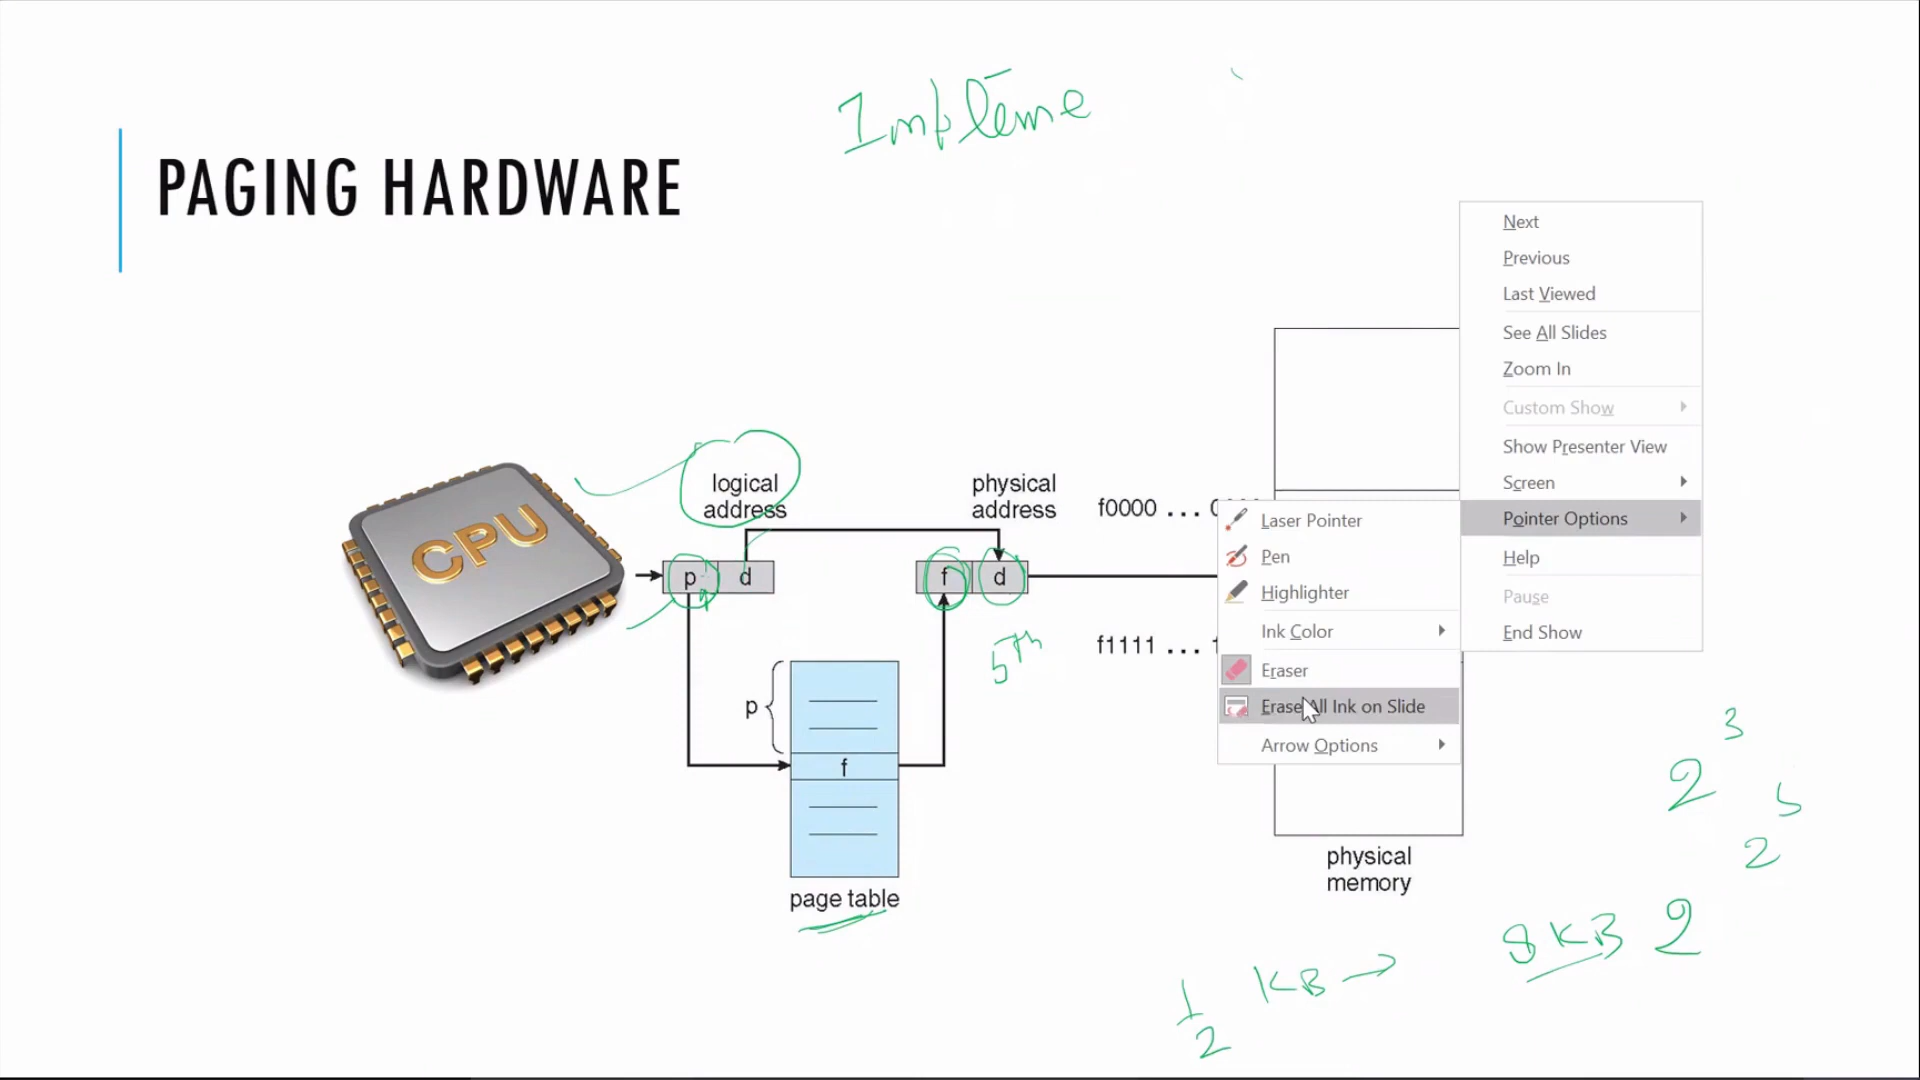 Impleme
PAGING HARDWARE
Next
Previous
Last Viewed
See All Slides
Zoom In
Custom Show
Show Presenter View
Screen
Pointer Options
Help
Pause
End Show
Laser Pointer
Pen
Highlighter
Ink Color
Eraser
Erase All Ink on Slide
Arrow Options
CPU
logical
address
physical
address
f0000 ...
p d
f d
5th
f1111 ...
p
f
page table
physical
memory
2 3
2 5
8KB 2
1/2 KB →